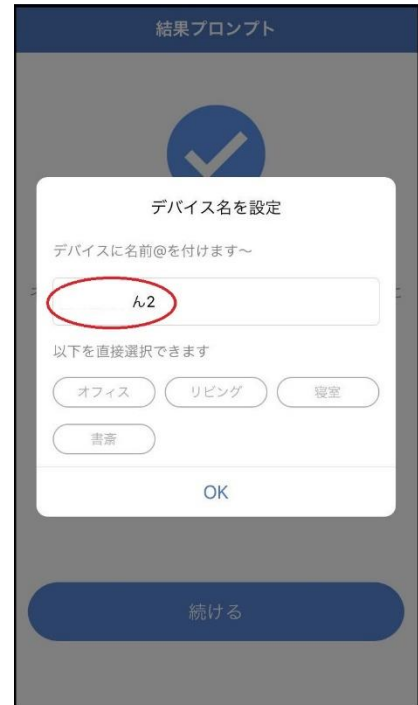 結果プロンプト
デバイス名を設定
デバイスに名前@を付けます～
ん2
以下を直接選択できます
オフィス リビング 寝室
書斎
OK
続ける